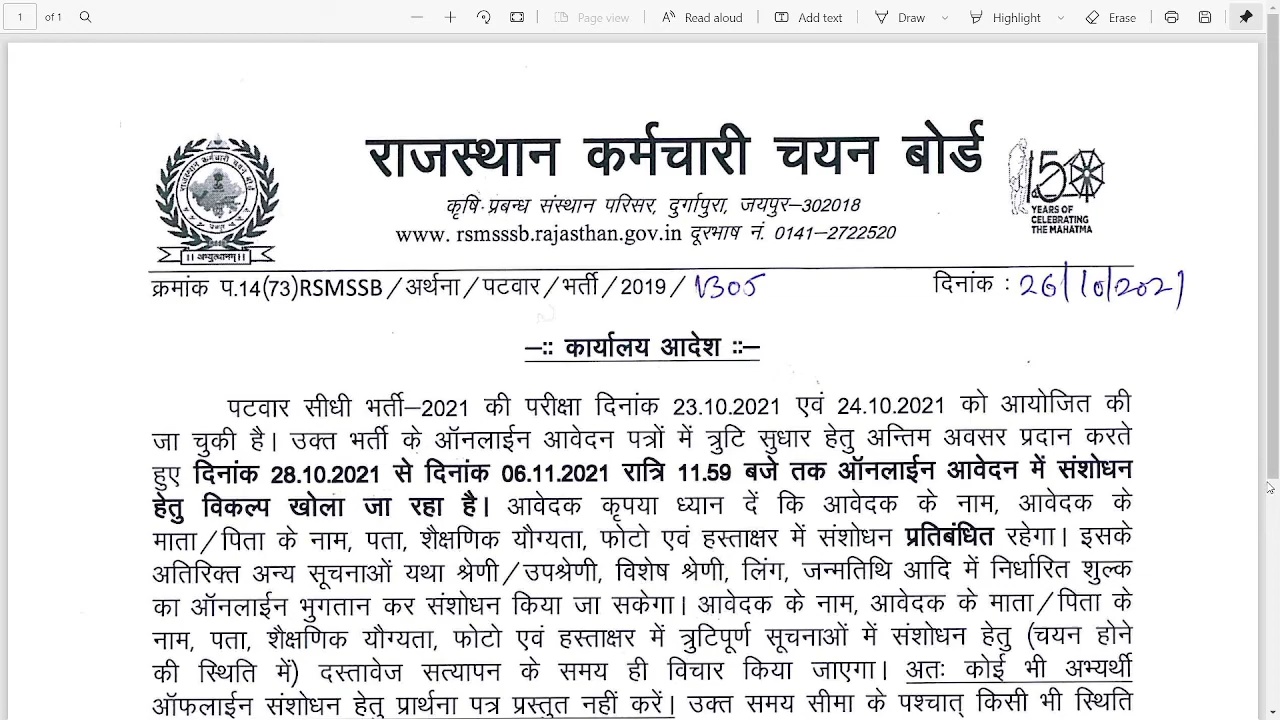 1 of 1 Page view Read aloud Add text Draw Highlight Erase
राजस्थान कर्मचारी चयन बोर्ड
कृषि प्रबन्ध संस्थान परिसर, दुर्गापुरा, जयपुर–302018
www. rsmsssb.rajasthan.gov.in दूरभाष नं. 0141–2722520
।। अभ्युत्थानम् ।।
150
YEARS OF
CELEBRATING
THE MAHATMA
क्रमांक प.14(73)RSMSSB/अर्थना/पटवार/भर्ती/2019/1305 दिनांक : 26/10/2021
–:: कार्यालय आदेश ::–
पटवार सीधी भर्ती–2021 की परीक्षा दिनांक 23.10.2021 एवं 24.10.2021 को आयोजित की
जा चुकी है। उक्त भर्ती के ऑनलाईन आवेदन पत्रों में त्रुटि सुधार हेतु अन्तिम अवसर प्रदान करते
हुए दिनांक 28.10.2021 से दिनांक 06.11.2021 रात्रि 11.59 बजे तक ऑनलाईन आवेदन में संशोधन
हेतु विकल्प खोला जा रहा है। आवेदक कृपया ध्यान दें कि आवेदक के नाम, आवेदक के
माता/पिता के नाम, पता, शैक्षणिक यौग्यता, फोटो एवं हस्ताक्षर में संशोधन प्रतिबंधित रहेगा। इसके
अतिरिक्त अन्य सूचनाओं यथा श्रेणी/उपश्रेणी, विशेष श्रेणी, लिंग, जन्मतिथि आदि में निर्धारित शुल्क
का ऑनलाईन भुगतान कर संशोधन किया जा सकेगा। आवेदक के नाम, आवेदक के माता/पिता के
नाम, पता, शैक्षणिक यौग्यता, फोटो एवं हस्ताक्षर में त्रुटिपूर्ण सूचनाओं में संशोधन हेतु (चयन होने
की स्थिति में) दस्तावेज सत्यापन के समय ही विचार किया जाएगा। अतः कोई भी अभ्यर्थी
ऑफलाईन संशोधन हेतु प्रार्थना पत्र प्रस्तुत नहीं करें। उक्त समय सीमा के पश्चात् किसी भी स्थिति